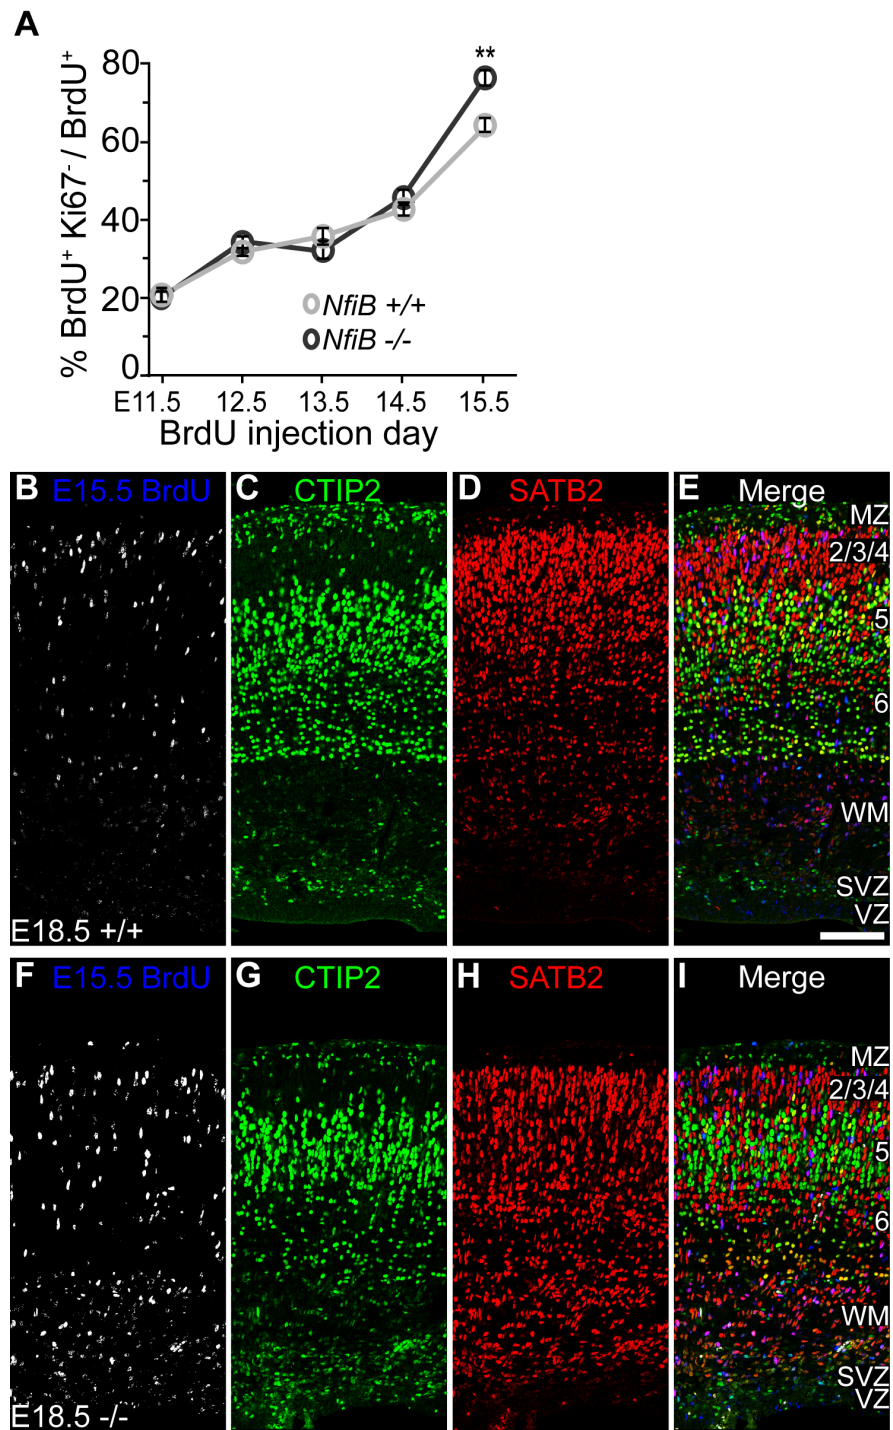 A
**
% BrdU+ Ki67- / BrdU+
80
60
40
20
0
NfiB +/+
NfiB -/-
E11.5 12.5 13.5 14.5 15.5
BrdU injection day
B E15.5 BrdU C CTIP2 D SATB2 E Merge
MZ
2/3/4
5
6
WM
SVZ
VZ
E18.5 +/+
F E15.5 BrdU G CTIP2 H SATB2 I Merge
MZ
2/3/4
5
6
WM
SVZ
VZ
E18.5 -/-